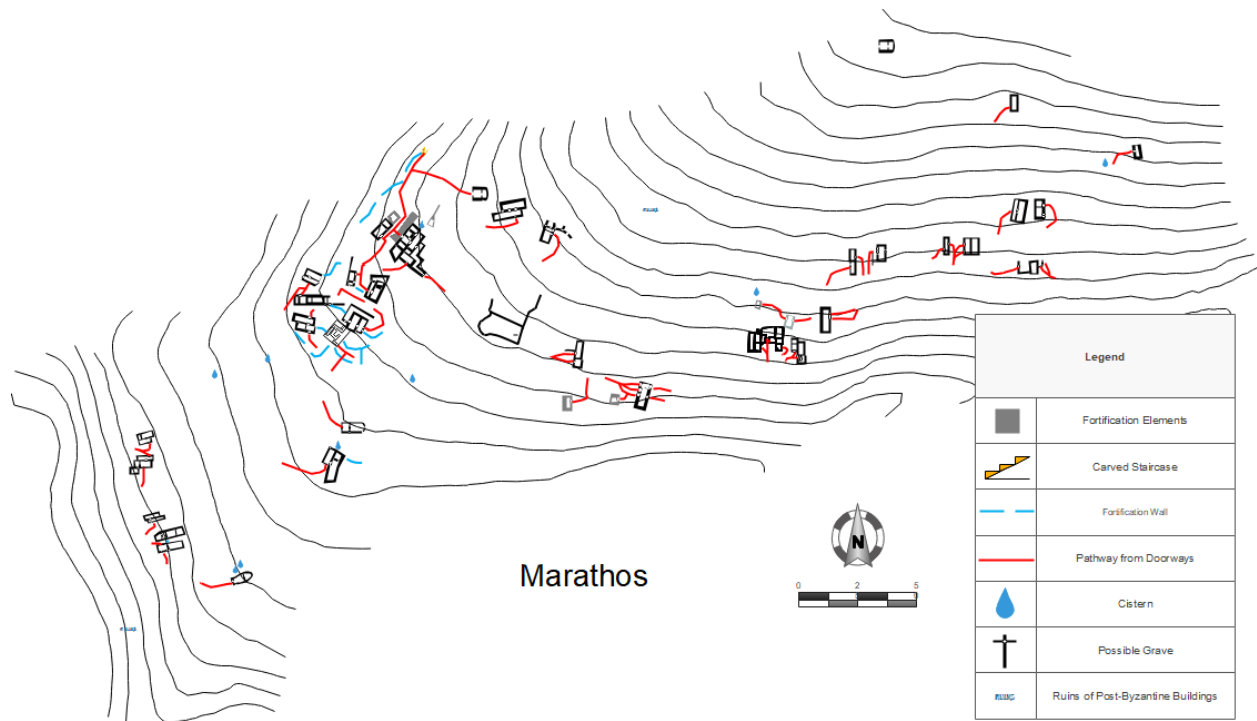 Marathos
N
0 2 5
0
Legend
Fortification Elements
Carved Staircase
Fortification Wall
Pathway from Doorways
Cistern
Possible Grave
Ruins of Post-Byzantine Buildings